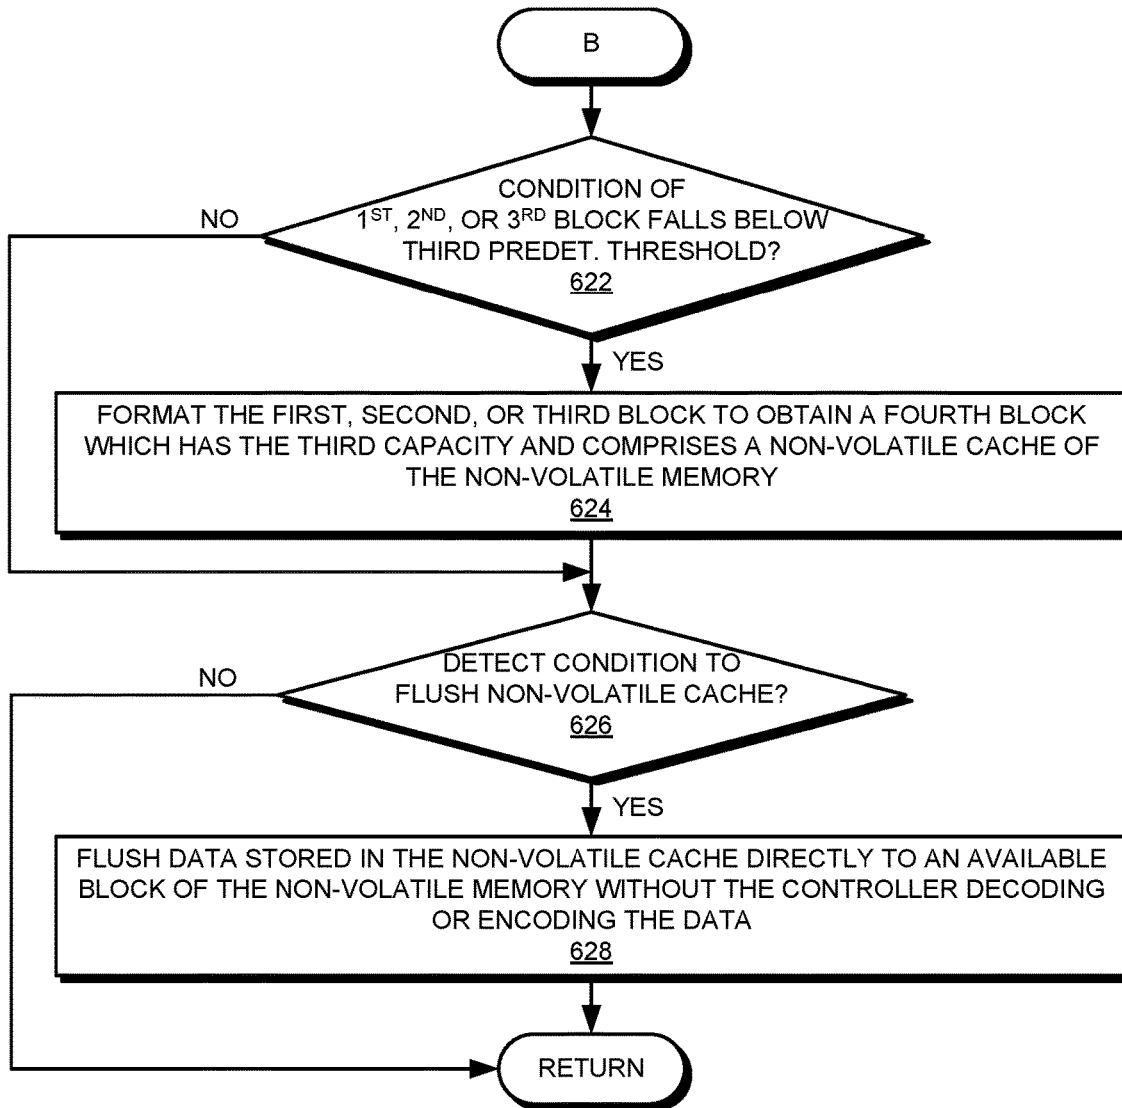 B
CONDITION OF
1ST, 2ND, OR 3RD BLOCK FALLS BELOW
THIRD PREDET. THRESHOLD?
622
NO
YES
FORMAT THE FIRST, SECOND, OR THIRD BLOCK TO OBTAIN A FOURTH BLOCK
WHICH HAS THE THIRD CAPACITY AND COMPRISES A NON-VOLATILE CACHE OF
THE NON-VOLATILE MEMORY
624
DETECT CONDITION TO
FLUSH NON-VOLATILE CACHE?
626
NO
YES
FLUSH DATA STORED IN THE NON-VOLATILE CACHE DIRECTLY TO AN AVAILABLE
BLOCK OF THE NON-VOLATILE MEMORY WITHOUT THE CONTROLLER DECODING
OR ENCODING THE DATA
628
RETURN